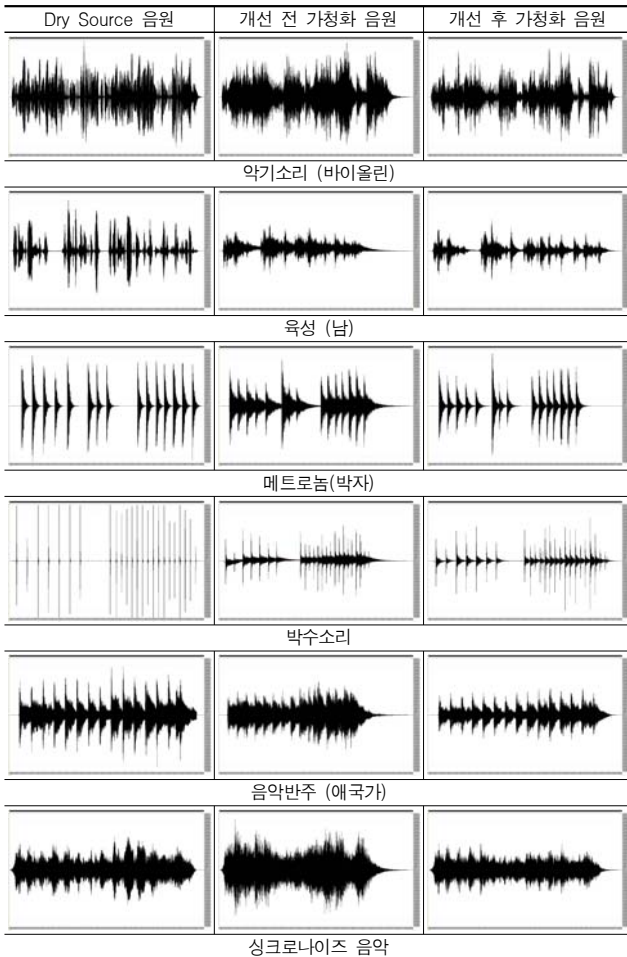 Dry Source 음원 개선 전 가청화 음원 개선 후 가청화 음원
악기소리 (바이올린)
육성 (남)
메트로놈(박자)
박수소리
음악반주 (애국가)
싱크로나이즈 음악